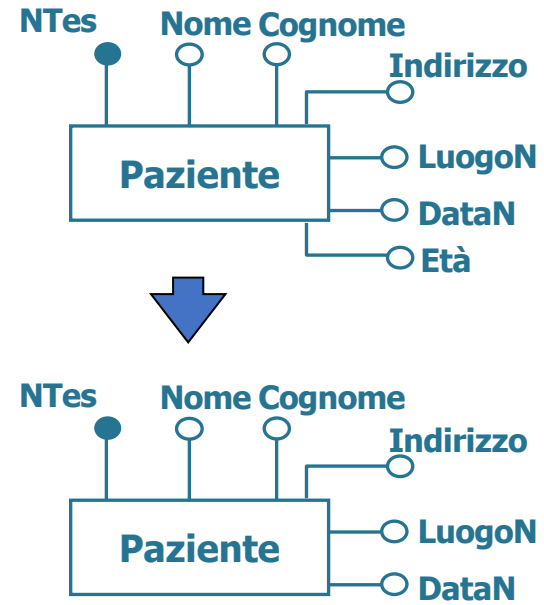 NTes
Nome Cognome
Indirizzo
Paziente
LuogoN
DataN
Età
NTes
Nome Cognome
Indirizzo
Paziente
LuogoN
DataN